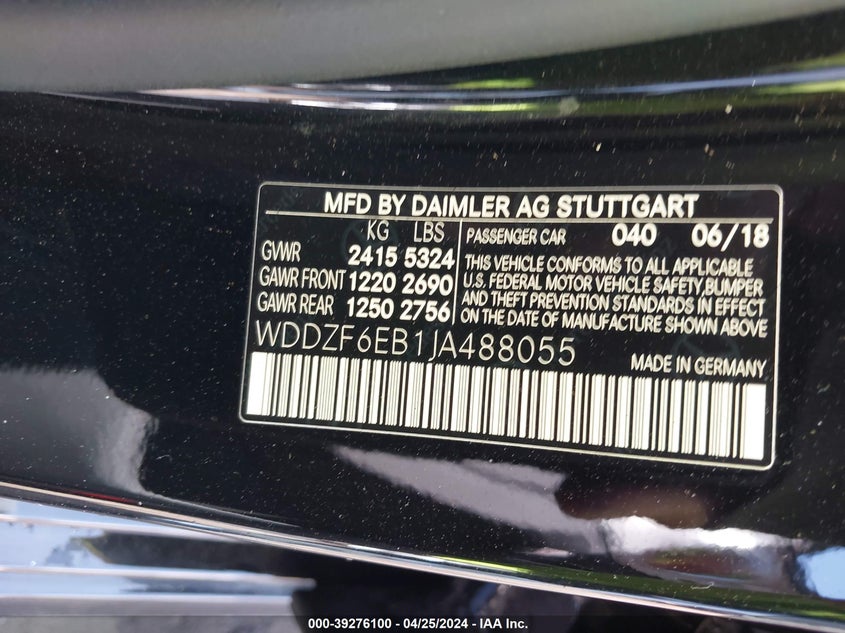 MFD BY DAIMLER AG STUTTGART
KG LBS
GVWR 2415 5324
GAWR FRONT 1220 2690
GAWR REAR 1250 2756
PASSENGER CAR 040 06/18
THIS VEHICLE CONFORMS TO ALL APPLICABLE
U.S. FEDERAL MOTOR VEHICLE SAFETY,BUMPER
AND THEFT PREVENTION STANDARDS IN EFFECT
ON THE DATE OF MANUFACTURE SHOWN ABOVE
WDDZF6EB1JA488055
MADE IN GERMANY
000-39276100 | 04/25/2024 | IAA Inc.